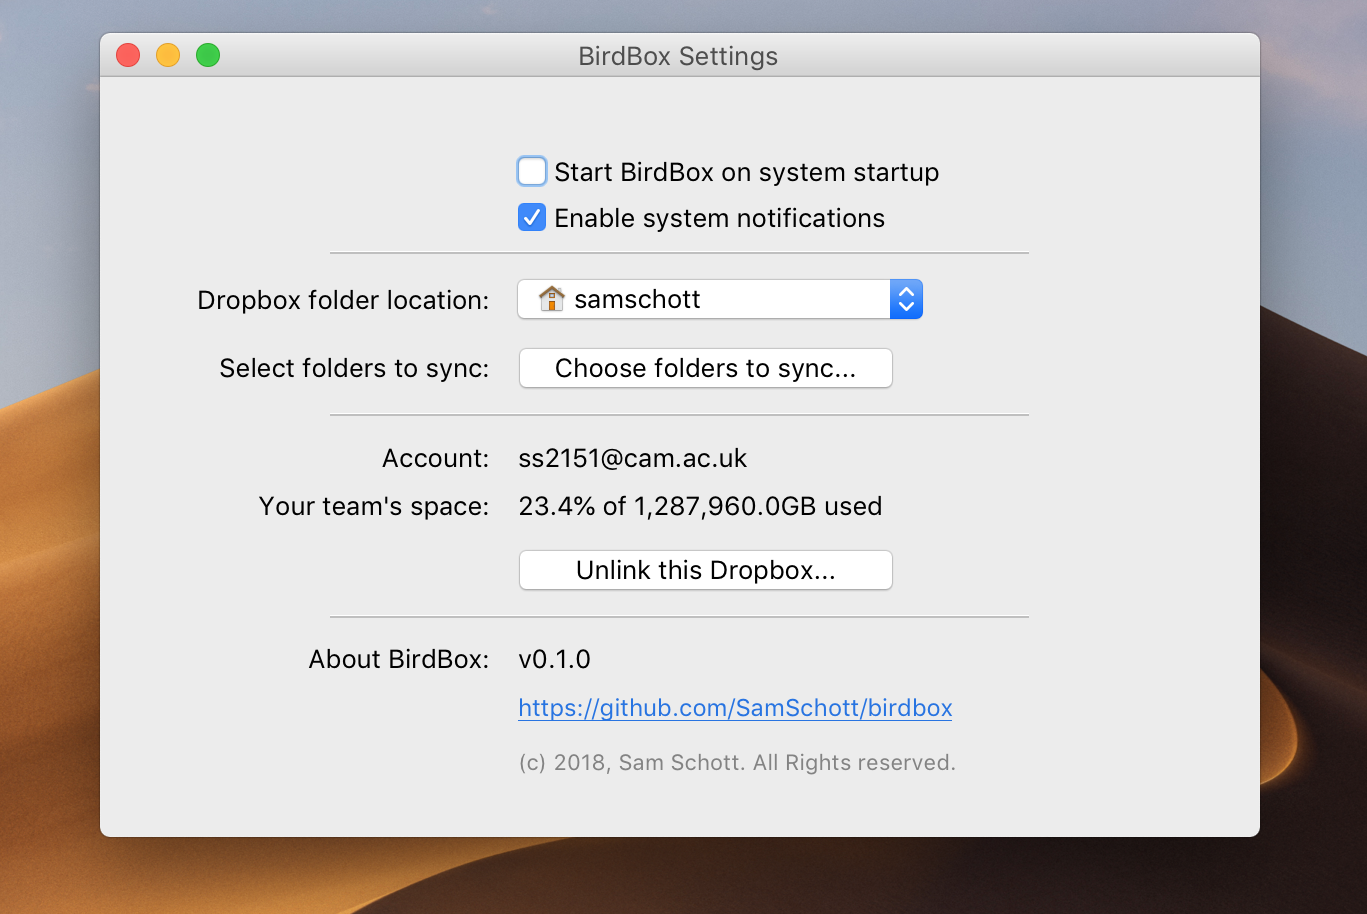 BirdBox Settings
Start BirdBox on system startup
Enable system notifications
Dropbox folder location: samschott
Select folders to sync: Choose folders to sync...
Account: ss2151@cam.ac.uk
Your team's space: 23.4% of 1,287,960.0GB used
Unlink this Dropbox...
About BirdBox: v0.1.0
https://github.com/SamSchott/birdbox
(c) 2018, Sam Schott. All Rights reserved.